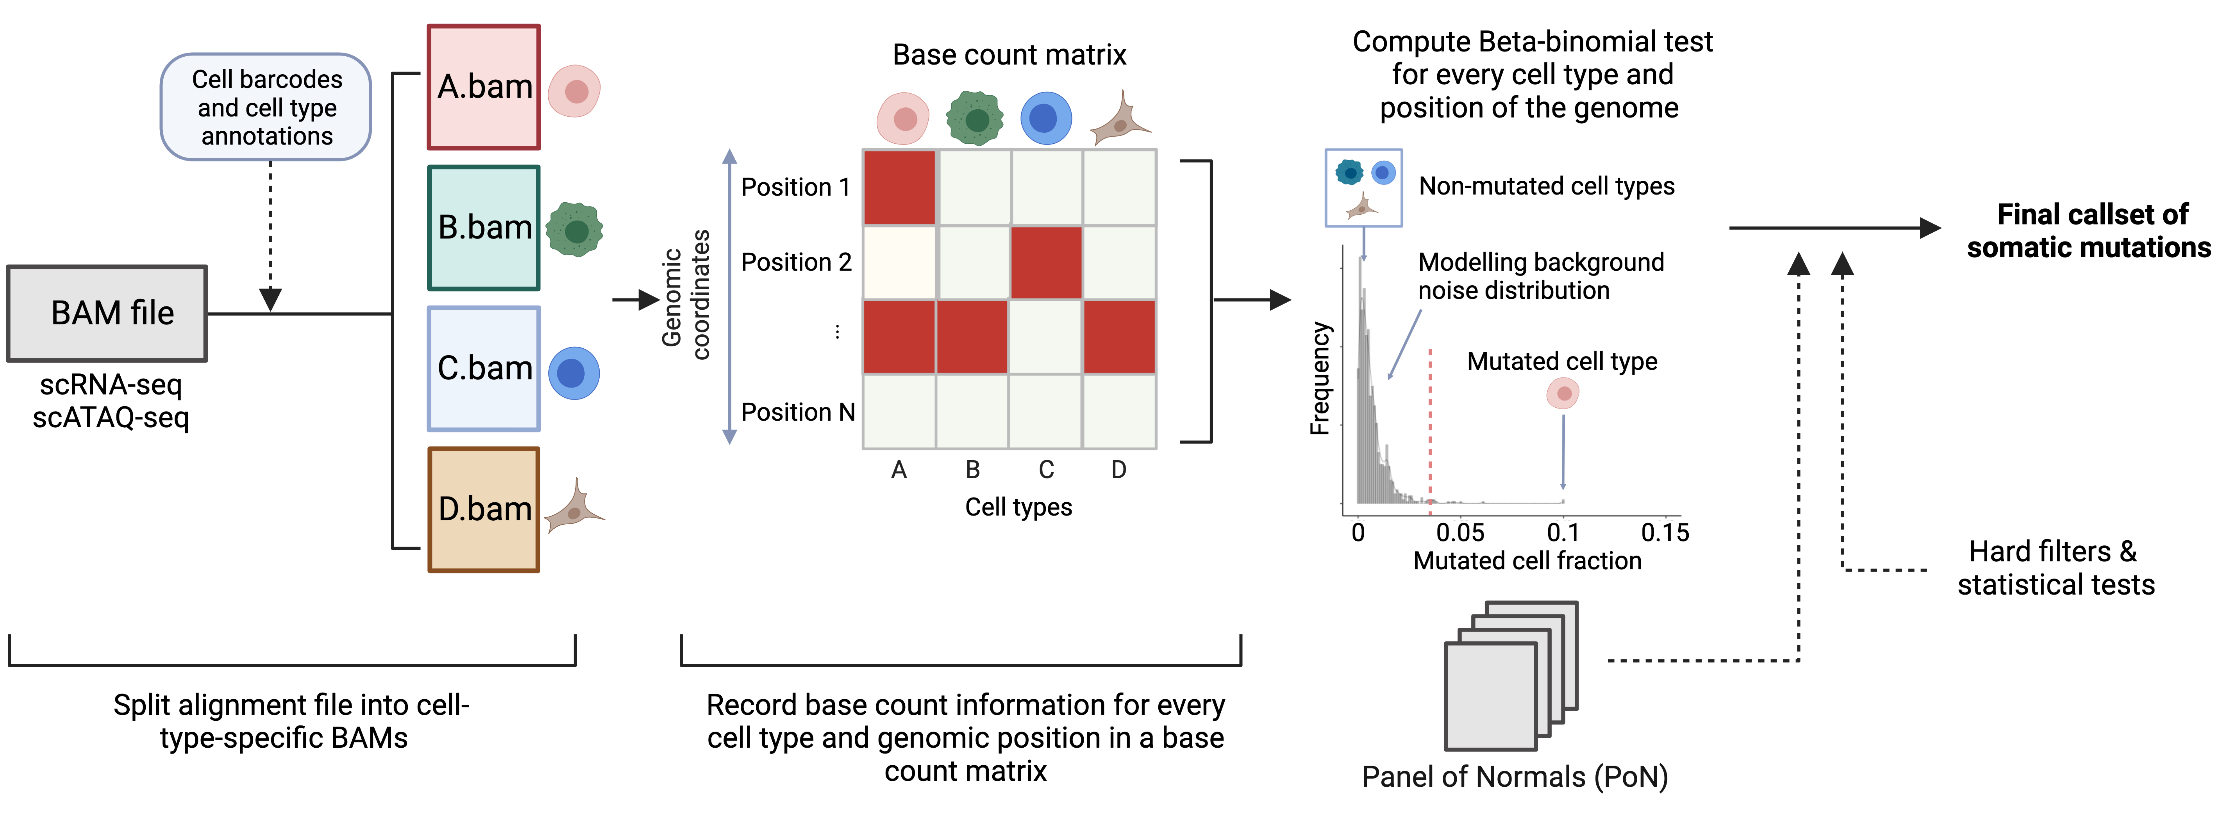 Cell barcodes
and cell type
annotations
BAM file
scRNA-seq
scATAQ-seq
A.bam
B.bam
C.bam
D.bam
Split alignment file into cell-
type-specific BAMs
Base count matrix
Genomic
coordinates
Position 1
Position 2
...
Position N
A B C D
Cell types
Record base count information for every
cell type and genomic position in a base
count matrix
Compute Beta-binomial test
for every cell type and
position of the genome
Non-mutated cell types
Modelling background
noise distribution
Mutated cell type
Frequency
0 0.05 0.1 0.15
Mutated cell fraction
Panel of Normals (PoN)
Final callset of
somatic mutations
Hard filters &
statistical tests